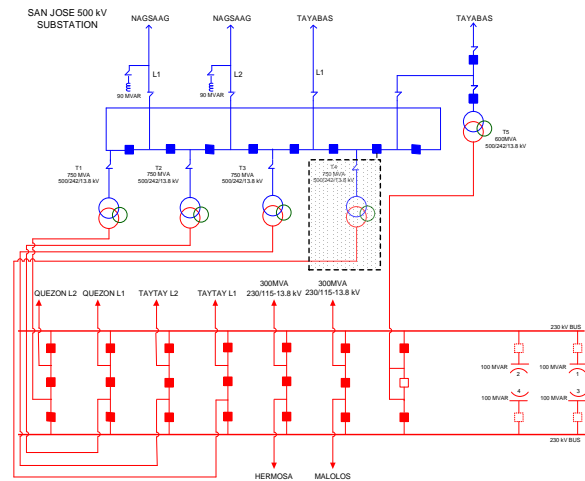 SAN JOSE 500 kV
SUBSTATION
NAGSAAG
NAGSAAG
TAYABAS
TAYABAS
L1
L2
L1
90 MVAR
90 MVAR
T5
600MVA
500/242/13.8 kV
T1
750 MVA
500/242/13.8 kV
T2
750 MVA
500/242/13.8 kV
T3
750 MVA
500/242/13.8 kV
T4
750 MVA
500/242/13.8 kV
QUEZON L2
QUEZON L1
TAYTAY L2
TAYTAY L1
300MVA
230/115-13.8 kV
300MVA
230/115-13.8 kV
230 kV BUS
100 MVAR
2
100 MVAR
1
100 MVAR
4
100 MVAR
3
230 kV BUS
HERMOSA
MALOLOS